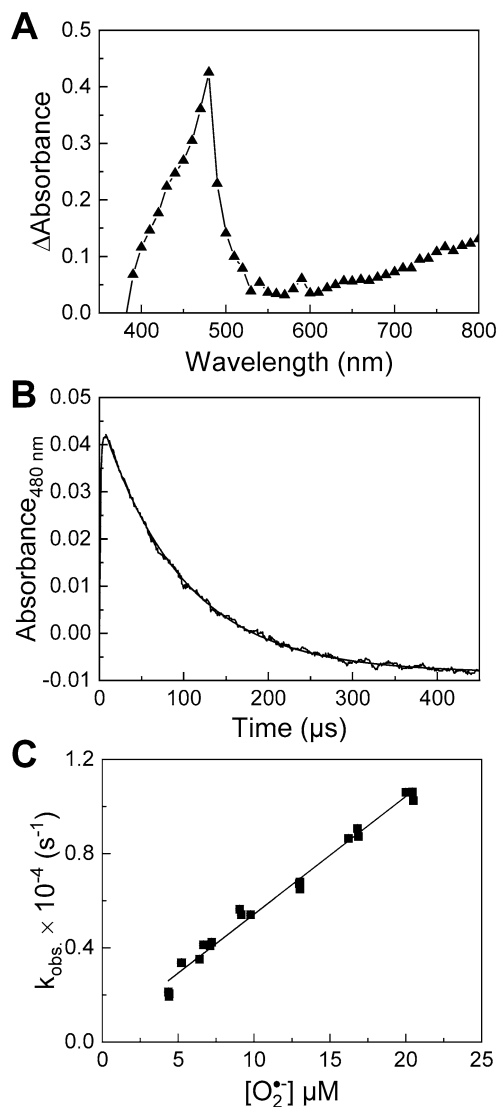 A
0.5
0.4
0.3
0.2
0.1
0.0
ΔAbsorbance
400 500 600 700 800
Wavelength (nm)
B
0.05
0.04
0.03
0.02
0.01
0.00
-0.01
Absorbance480 nm
0 100 200 300 400
Time (µs)
C
1.2
0.8
0.4
0.0
kobs. × 10⁻⁴ (s⁻¹)
0 5 10 15 20 25
[O₂•⁻] µM